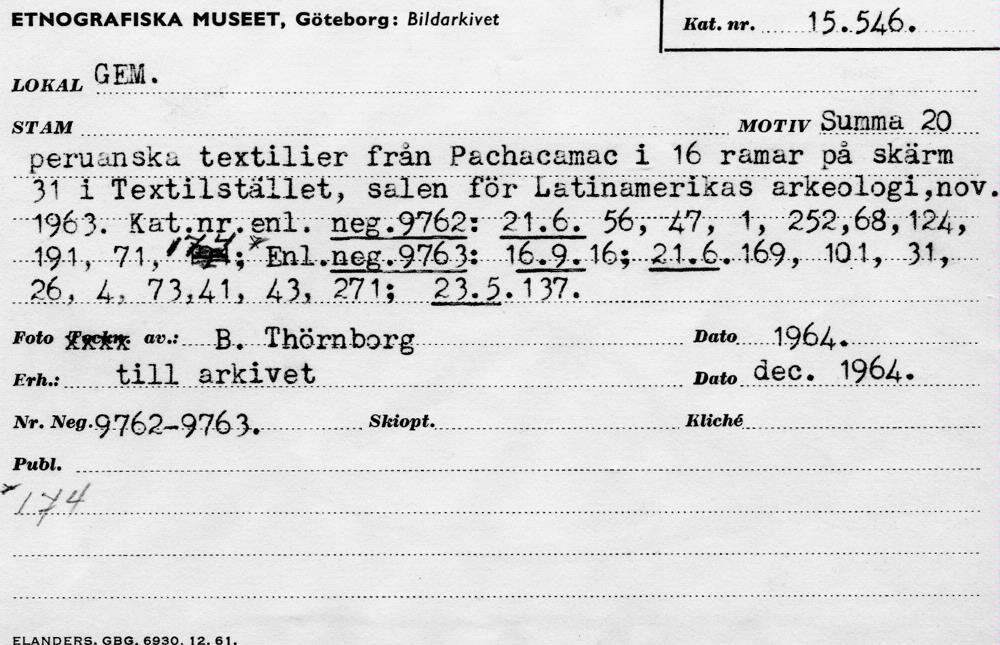 ETNOGRAFISKA MUSEET, Göteborg: Bildarkivet
Kat. nr. 15.546.
LOKAL GEM.
STAM MOTIV Summa 20
peruanska textilier från Pachacamac i 16 ramar på skärm
31 i Textilstället, salen för Latinamerikas arkeologi,nov.
1963. Kat.nr.enl. neg.9762: 21.6. 56, 47, 1, 252,68,124,
191, 71, 174; Enl.neg.9763: 16.9.16; 21.6.169, 101, 31,
26, 4, 73,41, 43, 271; 23.5.137.
Foto Teckn. av.: B. Thörnborg Dato 1964.
Erh.: till arkivet Dato dec. 1964.
Nr. Neg. 9762-9763. Skiopt. Kliché
Publ.
174
ELANDERS, GBG, 6930. 12. 61.